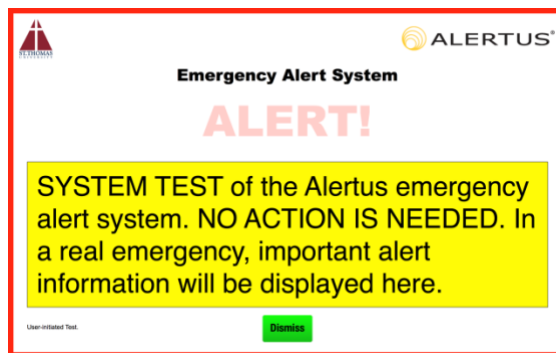 ST.THOMAS
UNIVERSITY
ALERTUS®
Emergency Alert System
ALERT!
SYSTEM TEST of the Alertus emergency
alert system. NO ACTION IS NEEDED. In
a real emergency, important alert
information will be displayed here.
User-initiated Test.
Dismiss